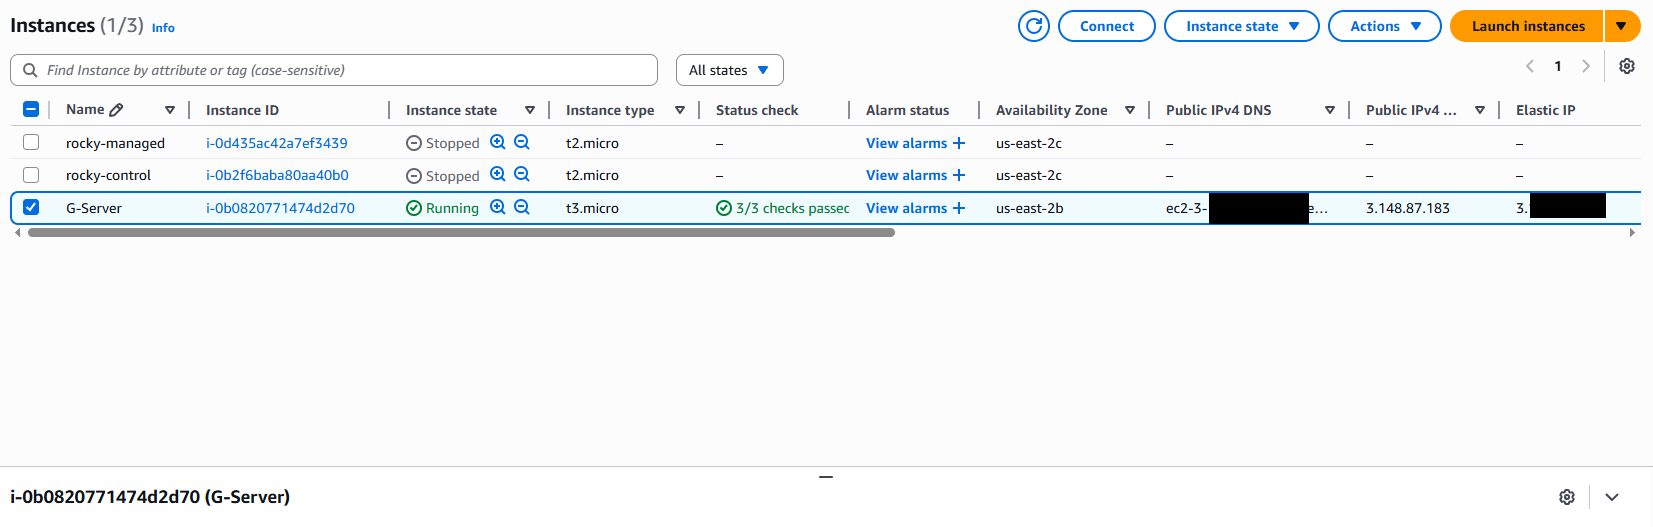 Instances (1/3) Info Connect Instance state Actions Launch instances
Find Instance by attribute or tag (case-sensitive) All states 1
Name Instance ID Instance state Instance type Status check Alarm status Availability Zone Public IPv4 DNS Public IPv4 ... Elastic IP
rocky-managed i-0d435ac42a7ef3439 Stopped t2.micro – View alarms + us-east-2c – – –
rocky-control i-0b2f6baba80aa40b0 Stopped t2.micro – View alarms + us-east-2c – – –
G-Server i-0b0820771474d2d70 Running t3.micro 3/3 checks passec View alarms + us-east-2b ec2-3- e... 3.148.87.183 3.
i-0b0820771474d2d70 (G-Server)